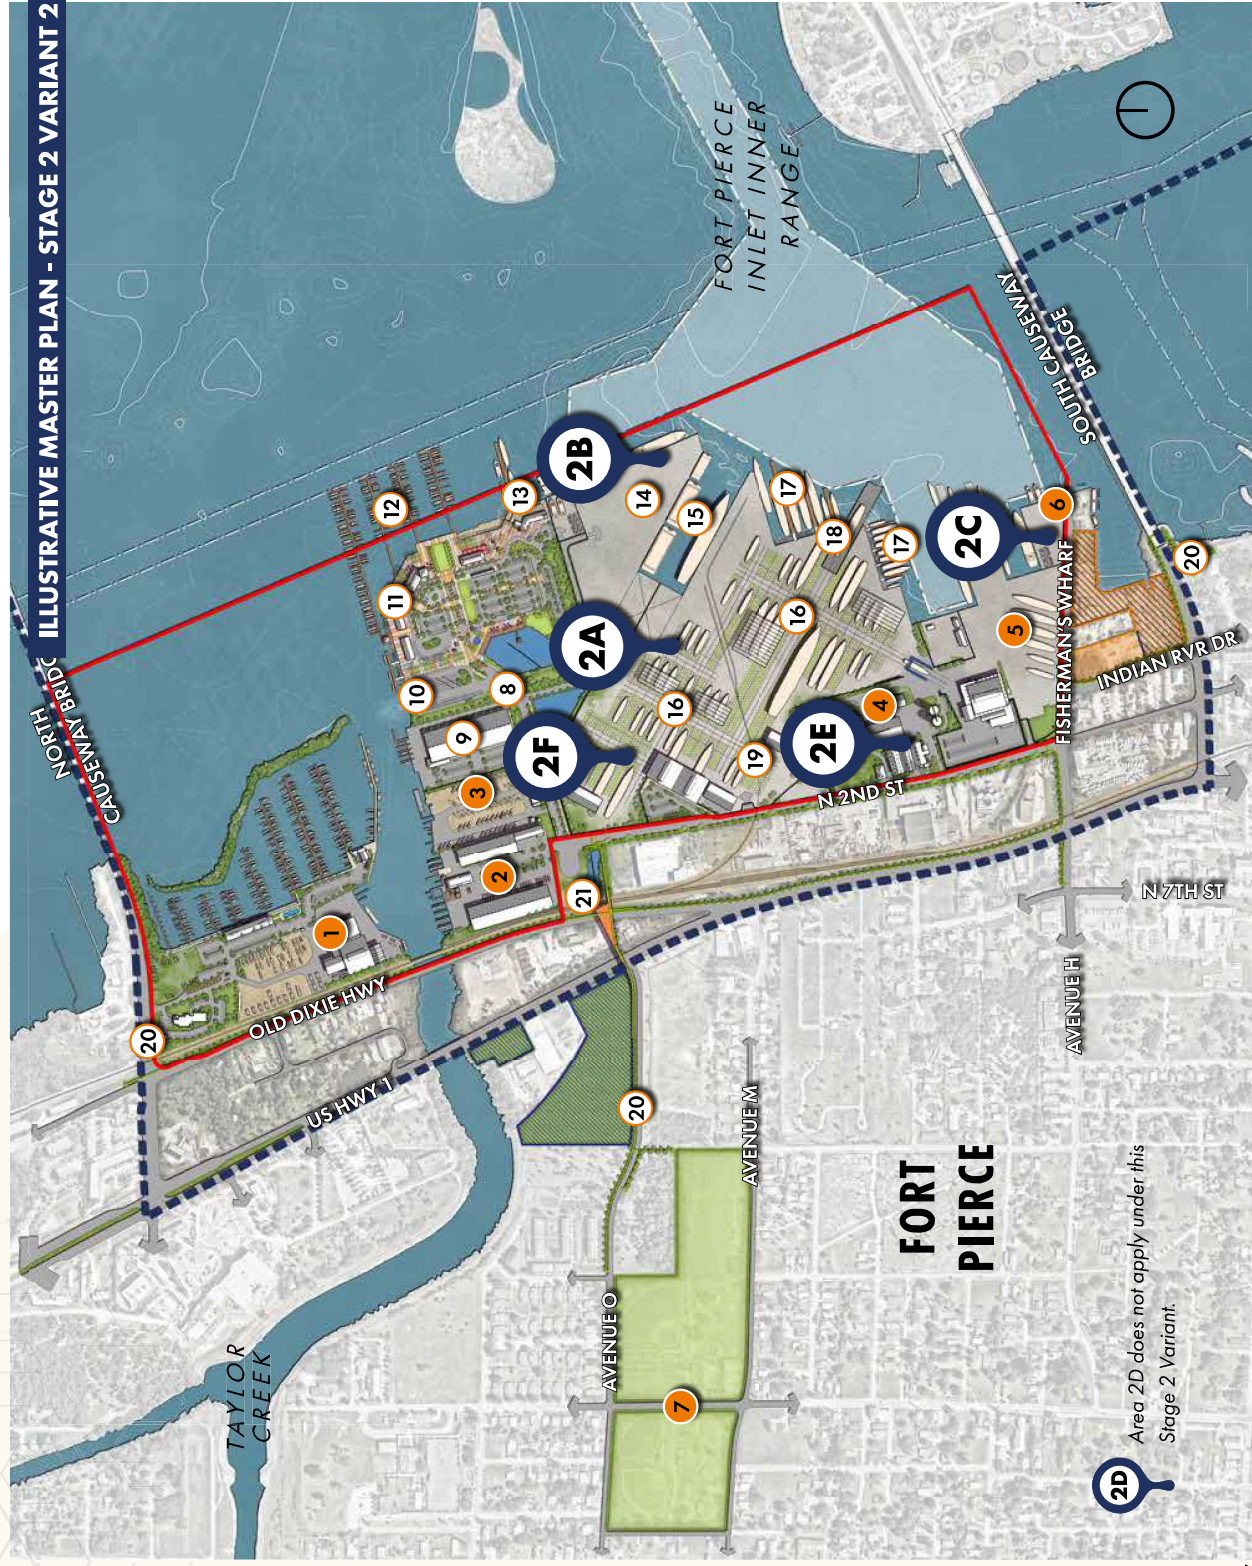 ILLUSTRATIVE MASTER PLAN - STAGE 2 VARIANT 2
NORTH
CAUSEWAY BRIDG
FORT PIERCE
INLET INNER
RANGE
SOUTH CAUSEWAY
BRIDGE
2B
2A
2F
2E
2C
12
11
13
14
15
17
18
17
16
16
10
8
9
3
2
1
19
4
5
6
20
20
20
21
7
FISHERMAN'S WHARF
INDIAN RVR DR
N 2ND ST
OLD DIXIE HWY
US HWY 1
N 7TH ST
AVENUE H
AVENUE M
AVENUE O
TAYLOR
CREEK
FORT
PIERCE
2D
Area 2D does not apply under this
Stage 2 Variant.